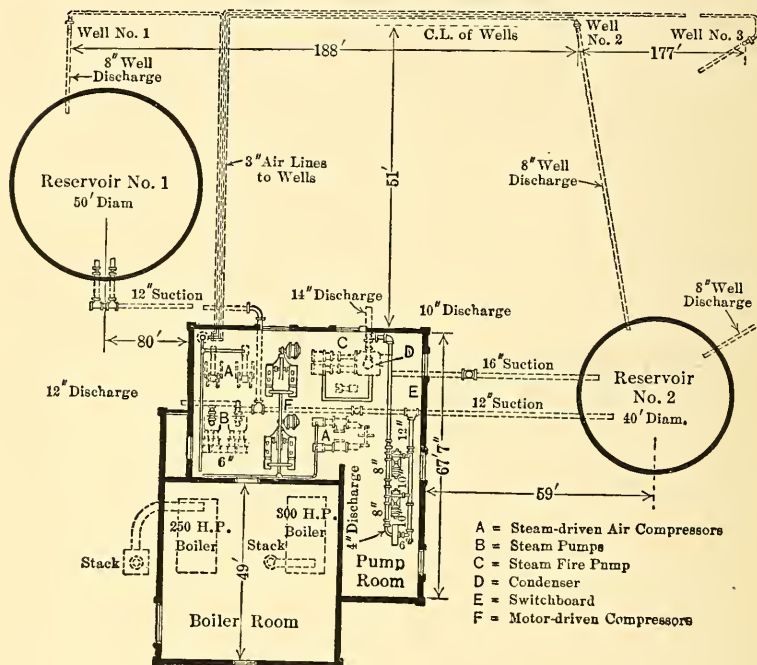 Well No. 1
188'
C.L. of Wells
Well
No. 2
177'
Well No. 3
8" Well
Discharge
Reservoir No. 1
50' Diam
3" Air Lines
to Wells
51'
8" Well
Discharge
8" Well
Discharge
12" Suction
14" Discharge
10" Discharge
80'
12" Discharge
A
B
6"
C
D
E
F
A
16" Suction
12" Suction
Reservoir
No. 2
40' Diam.
12"
8"
10"
8"
10"
4" Discharge
67'7"
59'
250 H.P.
Boiler
300 H.P.
Boiler
Stack
Stack
49'
Pump
Room
Boiler Room
A = Steam-driven Air Compressors
B = Steam Pumps
C = Steam Fire Pump
D = Condenser
E = Switchboard
F = Motor-driven Compressors